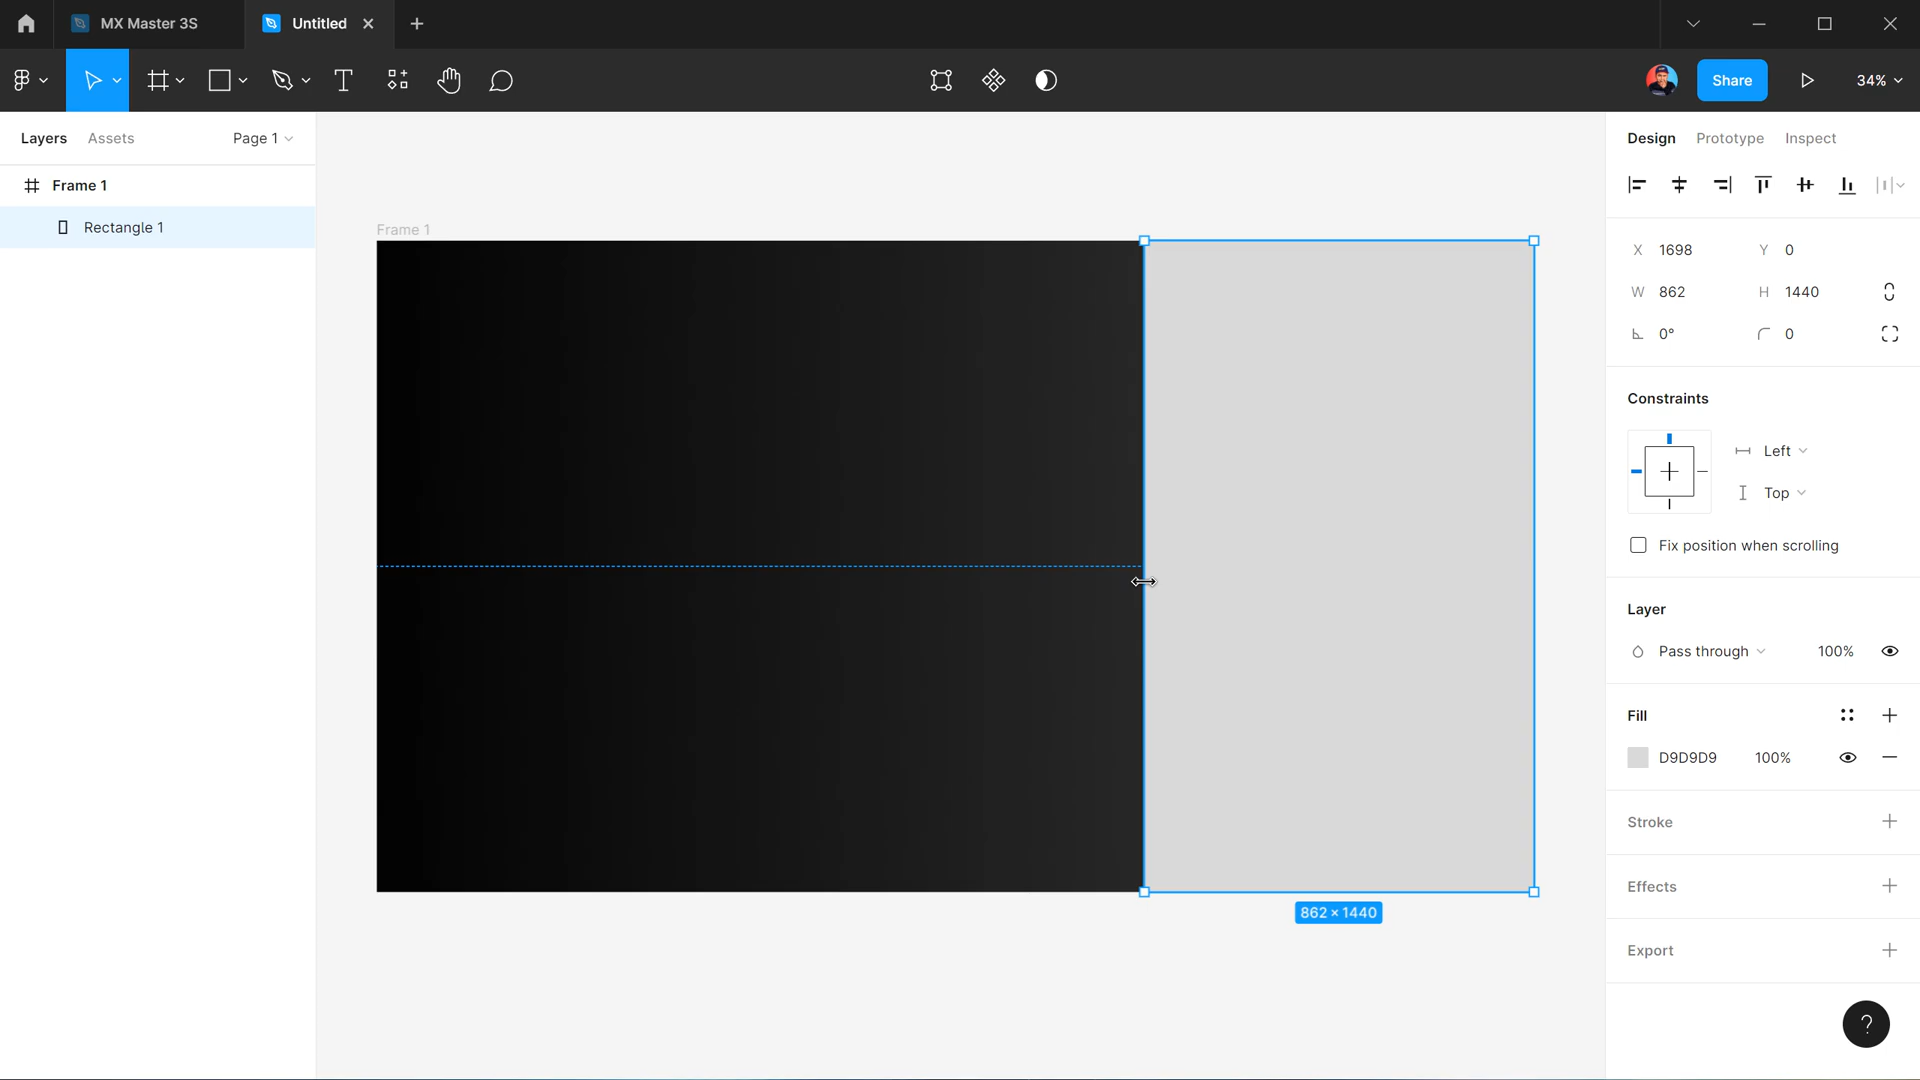 MX Master 3S
Untitled
Share
34%
Layers
Assets
Page 1
Frame 1
Rectangle 1
Frame 1
862 × 1440
Design
Prototype
Inspect
X 1698
Y 0
W 862
H 1440
0°
0
Constraints
Left
Top
Fix position when scrolling
Layer
Pass through
100%
Fill
D9D9D9
100%
Stroke
Effects
Export
?